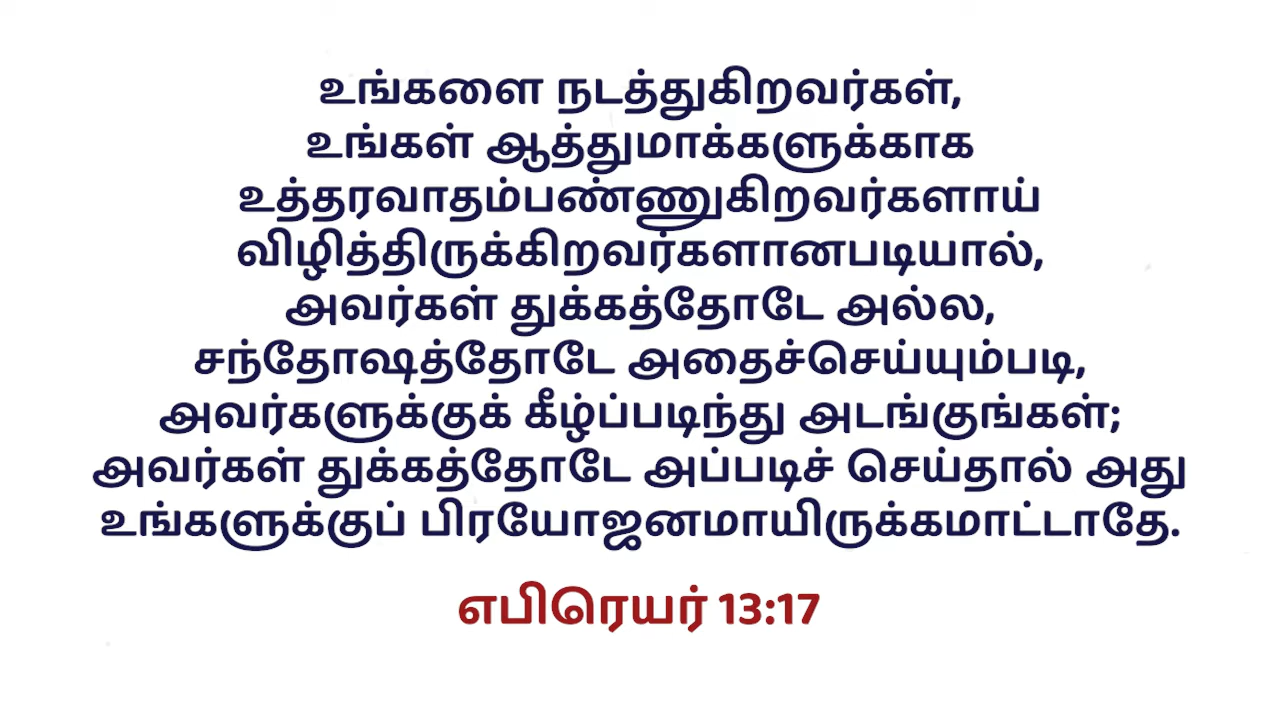 உங்களை நடத்துகிறவர்கள்,
உங்கள் ஆத்துமாக்களுக்காக
உத்தரவாதம்பண்ணுகிறவர்களாய்
விழித்திருக்கிறவர்களானபடியால்,
அவர்கள் துக்கத்தோடே அல்ல,
சந்தோஷத்தோடே அதைச்செய்யும்படி,
அவர்களுக்குக் கீழ்ப்படிந்து அடங்குங்கள்;
அவர்கள் துக்கத்தோடே அப்படிச் செய்தால் அது
உங்களுக்குப் பிரயோஜனமாயிருக்கமாட்டாதே.
எபிரெயர் 13:17